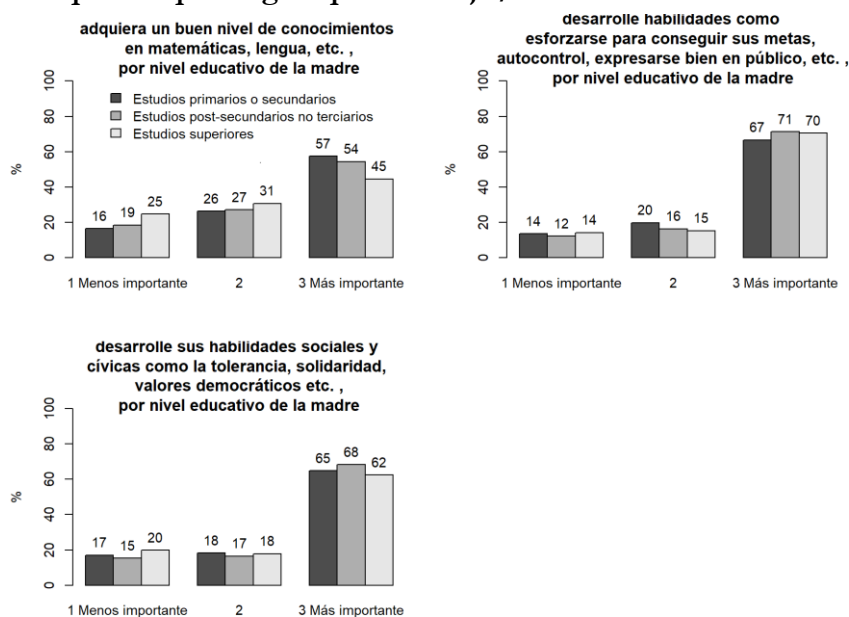 adquiera un buen nivel de conocimientos
en matemáticas, lengua, etc. ,
por nivel educativo de la madre
%
0 20 40 60 80 100
Estudios primarios o secundarios
Estudios post-secundarios no terciarios
Estudios superiores
16 19 25 26 27 31 57 54 45
1 Menos importante 2 3 Más importante
desarrolle habilidades como
esforzarse para conseguir sus metas,
autocontrol, expresarse bien en público, etc. ,
por nivel educativo de la madre
%
0 20 40 60 80 100
14 12 14 20 16 15 67 71 70
1 Menos importante 2 3 Más importante
desarrolle sus habilidades sociales y
cívicas como la tolerancia, solidaridad,
valores democráticos etc. ,
por nivel educativo de la madre
%
0 20 40 60 80 100
17 15 20 18 17 18 65 68 62
1 Menos importante 2 3 Más importante